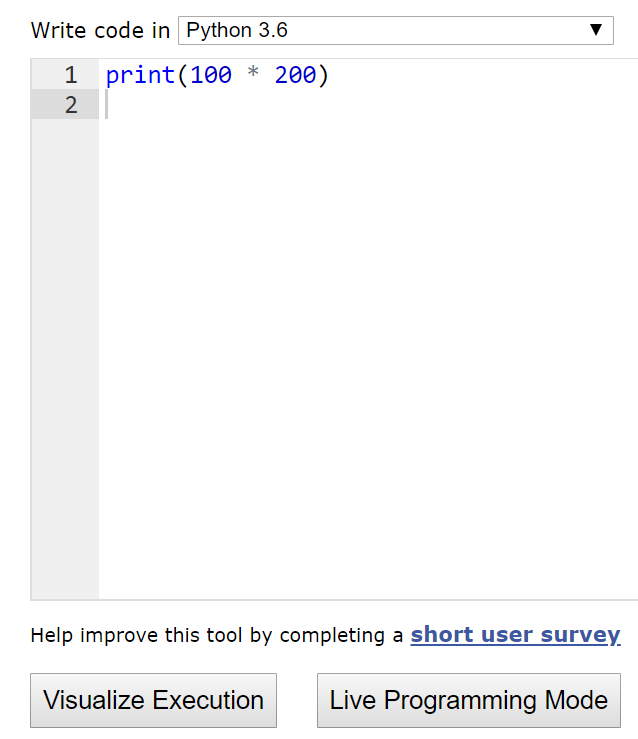 Write code in Python 3.6 ▼
1 print(100 * 200)
2
Help improve this tool by completing a short user survey
Visualize Execution Live Programming Mode